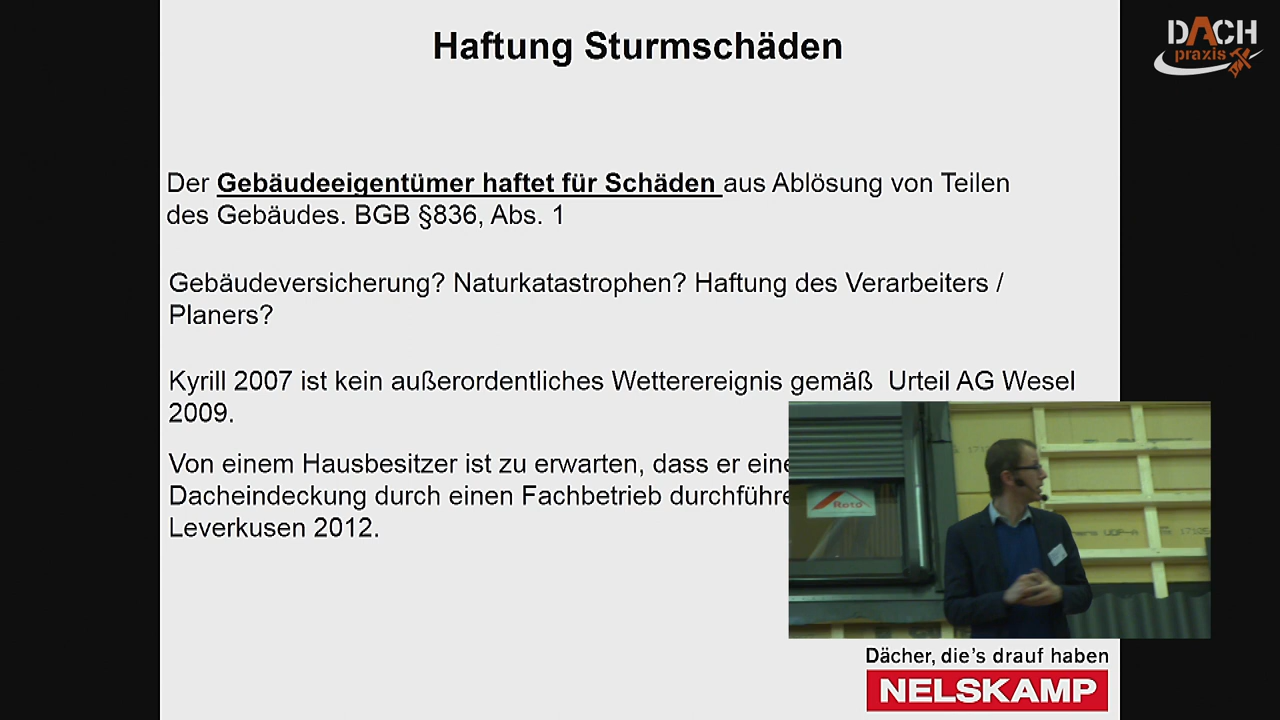 Haftung Sturmschäden
DACH
praxis
Der Gebäudeeigentümer haftet für Schäden aus Ablösung von Teilen
des Gebäudes. BGB §836, Abs. 1
Gebäudeversicherung? Naturkatastrophen? Haftung des Verarbeiters /
Planers?
Kyrill 2007 ist kein außerordentliches Wetterereignis gemäß Urteil AG Wesel
2009.
Von einem Hausbesitzer ist zu erwarten, dass er eine
Dacheindeckung durch einen Fachbetrieb durchführe
Leverkusen 2012.
Roto
Dächer, die's drauf haben
NELSKAMP